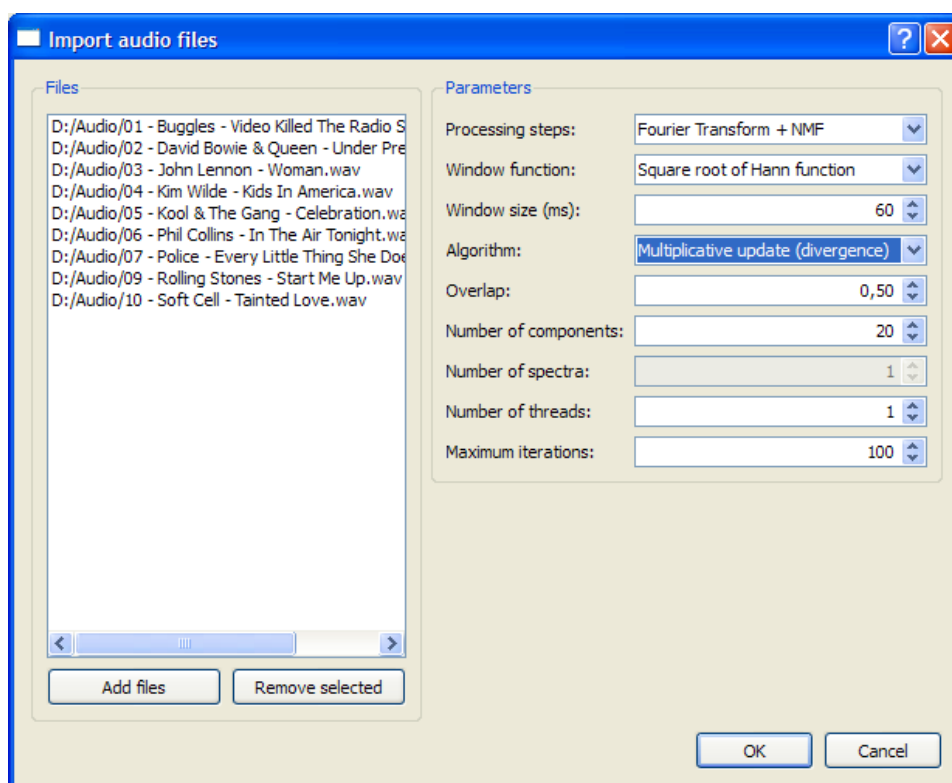 Import audio files
Files
D:/Audio/01 - Buggles - Video Killed The Radio S
D:/Audio/02 - David Bowie & Queen - Under Pre
D:/Audio/03 - John Lennon - Woman.wav
D:/Audio/04 - Kim Wilde - Kids In America.wav
D:/Audio/05 - Kool & The Gang - Celebration.wa
D:/Audio/06 - Phil Collins - In The Air Tonight.wa
D:/Audio/07 - Police - Every Little Thing She Doe
D:/Audio/09 - Rolling Stones - Start Me Up.wav
D:/Audio/10 - Soft Cell - Tainted Love.wav
Add files
Remove selected
Parameters
Processing steps: Fourier Transform + NMF
Window function: Square root of Hann function
Window size (ms): 60
Algorithm: Multiplicative update (divergence)
Overlap: 0,50
Number of components: 20
Number of spectra: 1
Number of threads: 1
Maximum iterations: 100
OK
Cancel